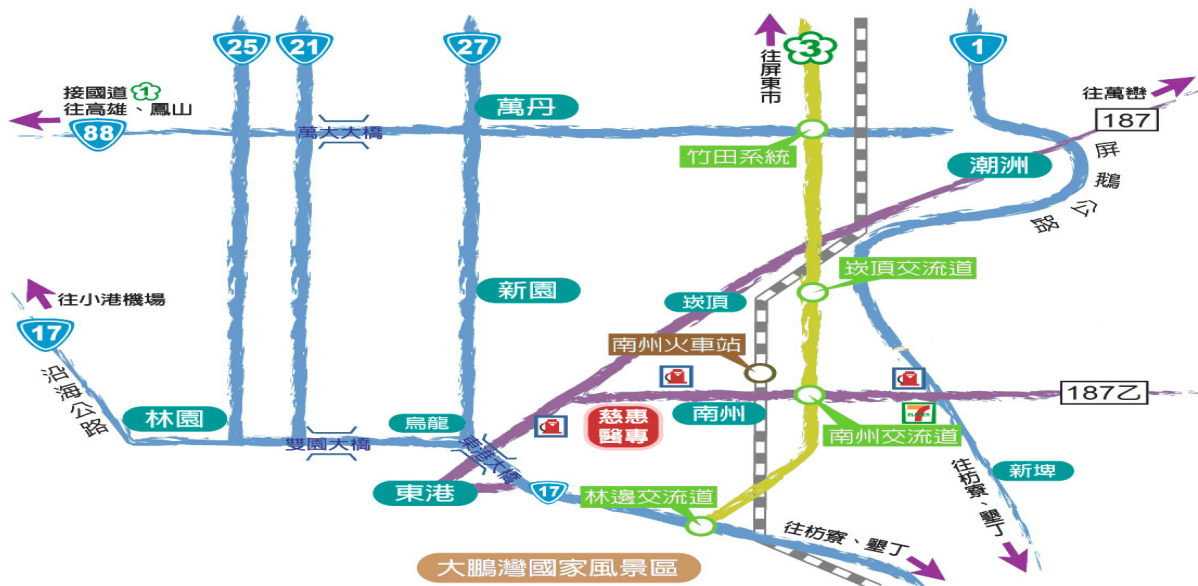 25
21
27
3
1
往屏東市
接國道 1
往高雄、鳳山
88
萬大大橋
萬丹
竹田系統
往萬巒
187
潮洲
屏鵝公路
往小港機場
17
沿海公路
新園
崁頂
崁頂交流道
南州火車站
187乙
林園
雙園大橋
烏龍
東港大橋
慈惠
醫專
南州
7
ELEVEN
南州交流道
東港
17
林邊交流道
新埤
往枋寮、墾丁
往枋寮、墾丁
大鵬灣國家風景區